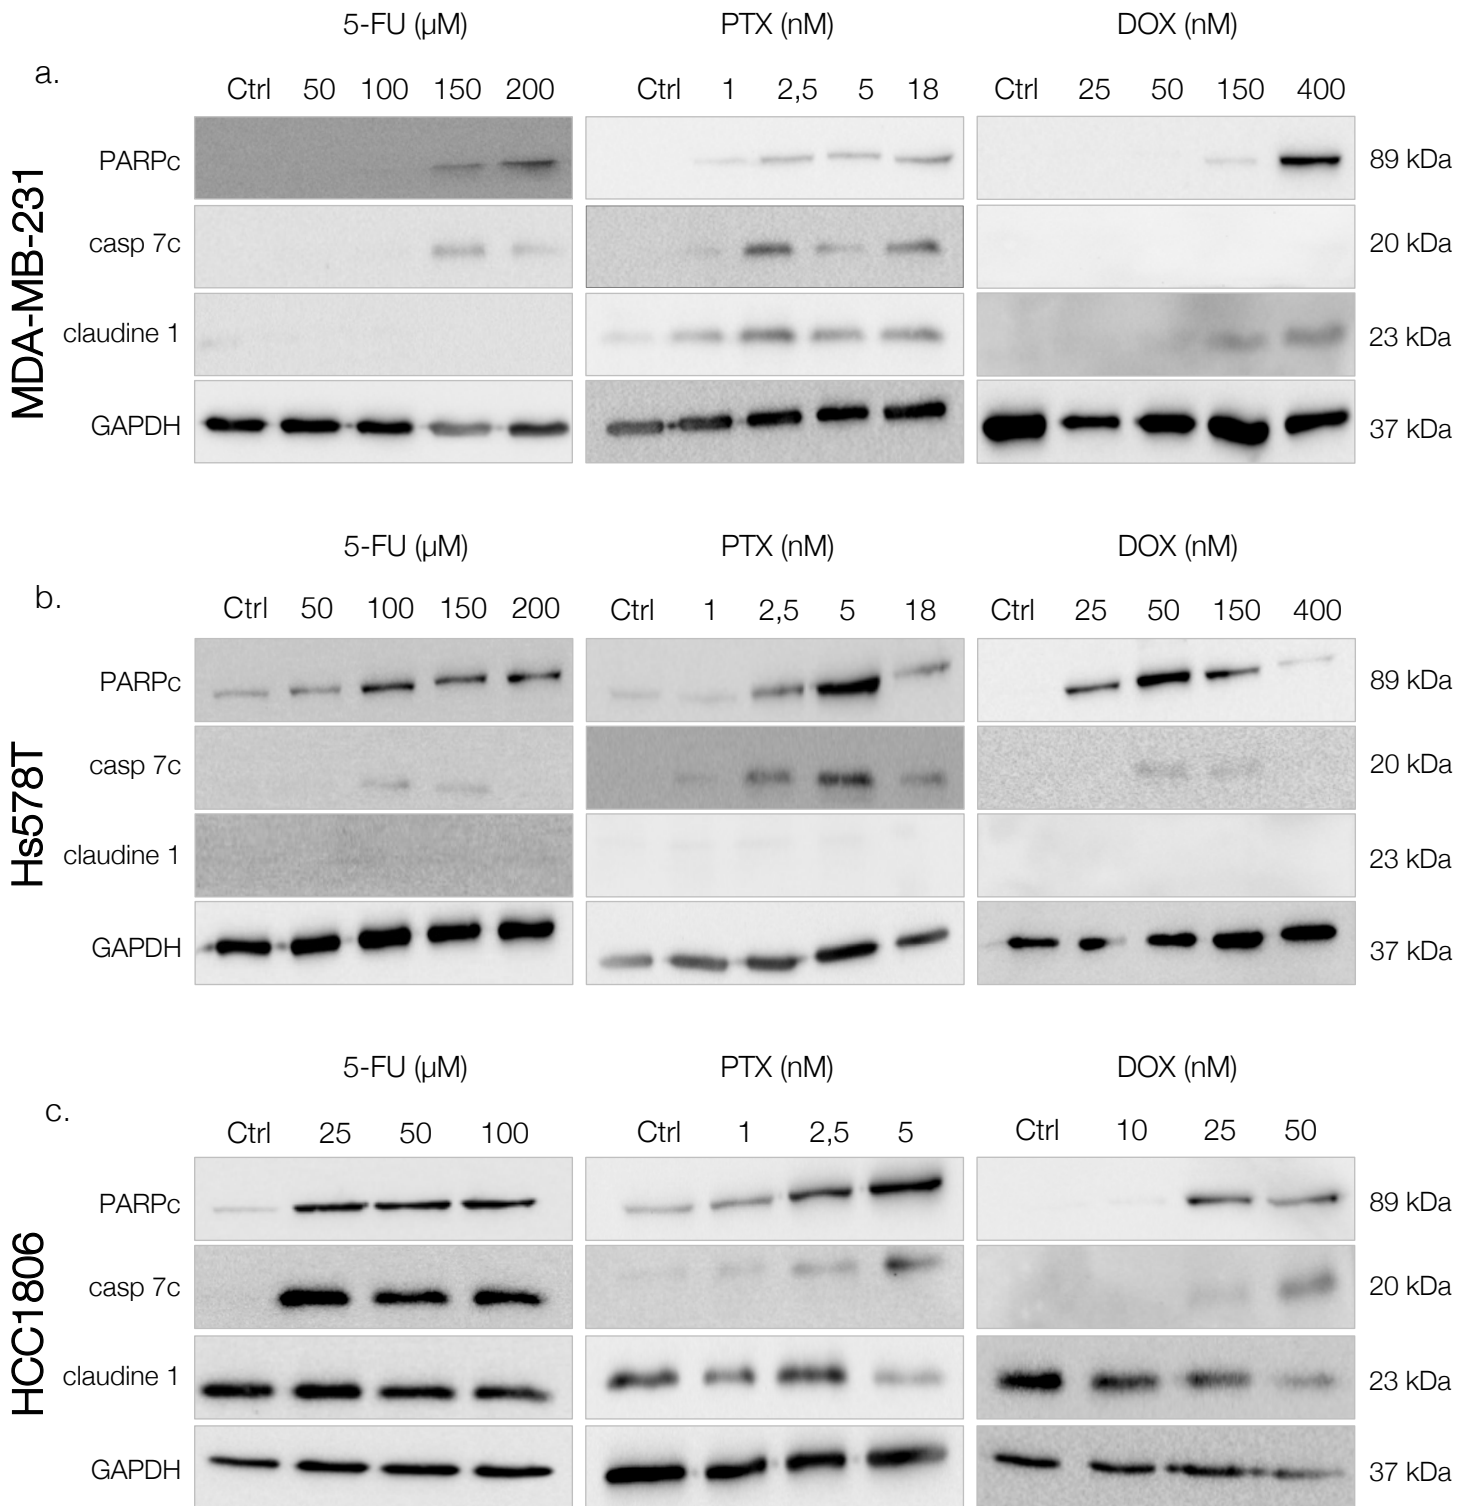 5-FU (µM) PTX (nM) DOX (nM)
a.
Ctrl 50 100 150 200 Ctrl 1 2,5 5 18 Ctrl 25 50 150 400
MDA-MB-231
PARPc 89 kDa
casp 7c 20 kDa
claudine 1 23 kDa
GAPDH 37 kDa
5-FU (µM) PTX (nM) DOX (nM)
b.
Ctrl 50 100 150 200 Ctrl 1 2,5 5 18 Ctrl 25 50 150 400
Hs578T
PARPc 89 kDa
casp 7c 20 kDa
claudine 1 23 kDa
GAPDH 37 kDa
5-FU (µM) PTX (nM) DOX (nM)
c.
Ctrl 25 50 100 Ctrl 1 2,5 5 Ctrl 10 25 50
HCC1806
PARPc 89 kDa
casp 7c 20 kDa
claudine 1 23 kDa
GAPDH 37 kDa